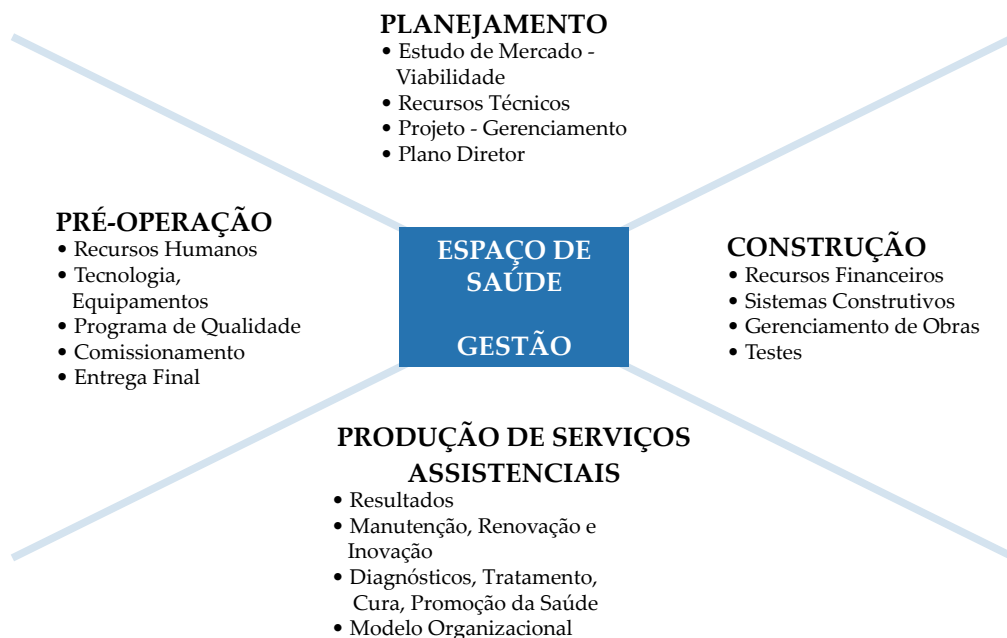 PLANEJAMENTO
• Estudo de Mercado -
Viabilidade
• Recursos Técnicos
• Projeto - Gerenciamento
• Plano Diretor
PRÉ-OPERAÇÃO
• Recursos Humanos
• Tecnologia,
Equipamentos
• Programa de Qualidade
• Comissionamento
• Entrega Final
ESPAÇO DE
SAÚDE
GESTÃO
CONSTRUÇÃO
• Recursos Financeiros
• Sistemas Construtivos
• Gerenciamento de Obras
• Testes
PRODUÇÃO DE SERVIÇOS
ASSISTENCIAIS
• Resultados
• Manutenção, Renovação e
Inovação
• Diagnósticos, Tratamento,
Cura, Promoção da Saúde
• Modelo Organizacional